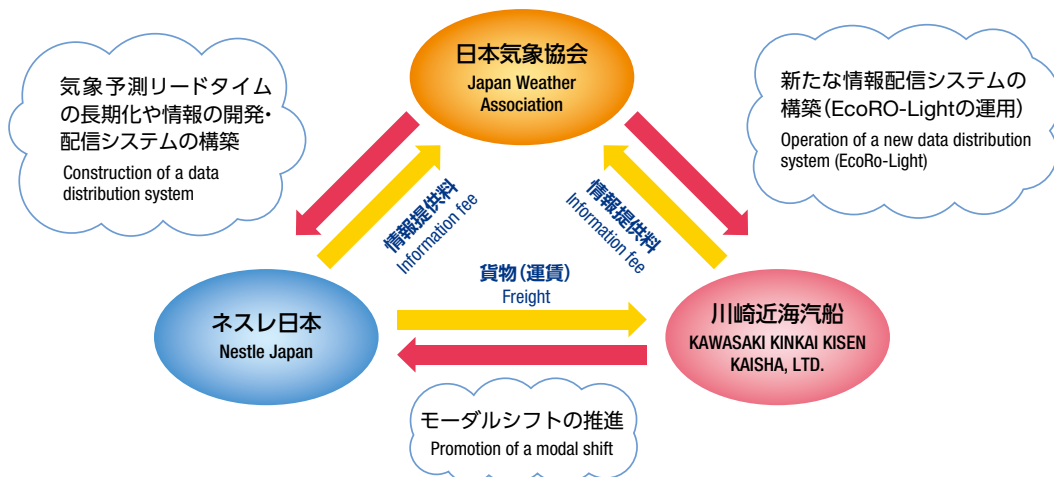 日本気象協会
Japan Weather
Association
気象予測リードタイム
の長期化や情報の開発・
配信システムの構築
Construction of a data
distribution system
新たな情報配信システムの
構築(EcoRO-Lightの運用)
Operation of a new data distribution
system (EcoRo-Light)
情報提供料
Information fee
情報提供料
Information fee
貨物(運賃)
Freight
ネスレ日本
Nestle Japan
川崎近海汽船
KAWASAKI KINKAI KISEN
KAISHA, LTD.
モーダルシフトの推進
Promotion of a modal shift